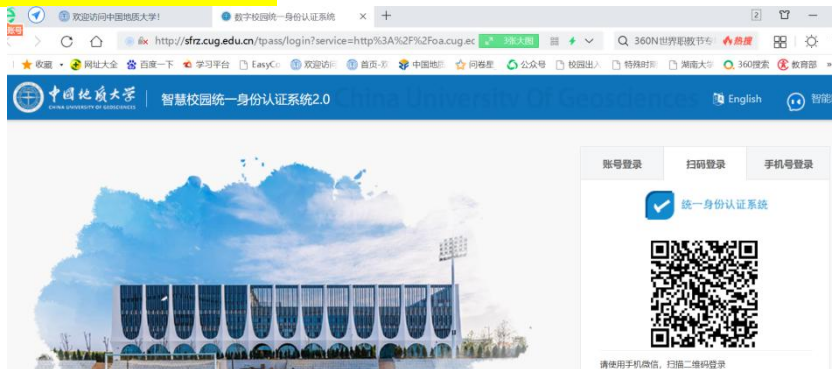 欢迎访问中国地质大学!
数字校园统一身份认证系统
2
账号
http://sfrz.cug.edu.cn/tpass/login?service=http%3A%2F%2Foa.cug.ec
3张大图
360N世界耶教节
热搜
收藏
网址大全
百度一下
学习平台
EasyCo
欢迎访问
首页-欢
中国地质
问卷星
公众号
校园出入
特殊时期
湖南大学
360搜索
教育部
»
中国地质大学
CHINA UNIVERSITY OF GEOSCIENCES
智慧校园统一身份认证系统2.0
China University Of Geosciences
English
智能
账号登录
扫码登录
手机号登录
统一身份认证系统
请使用手机微信，扫描二维码登录